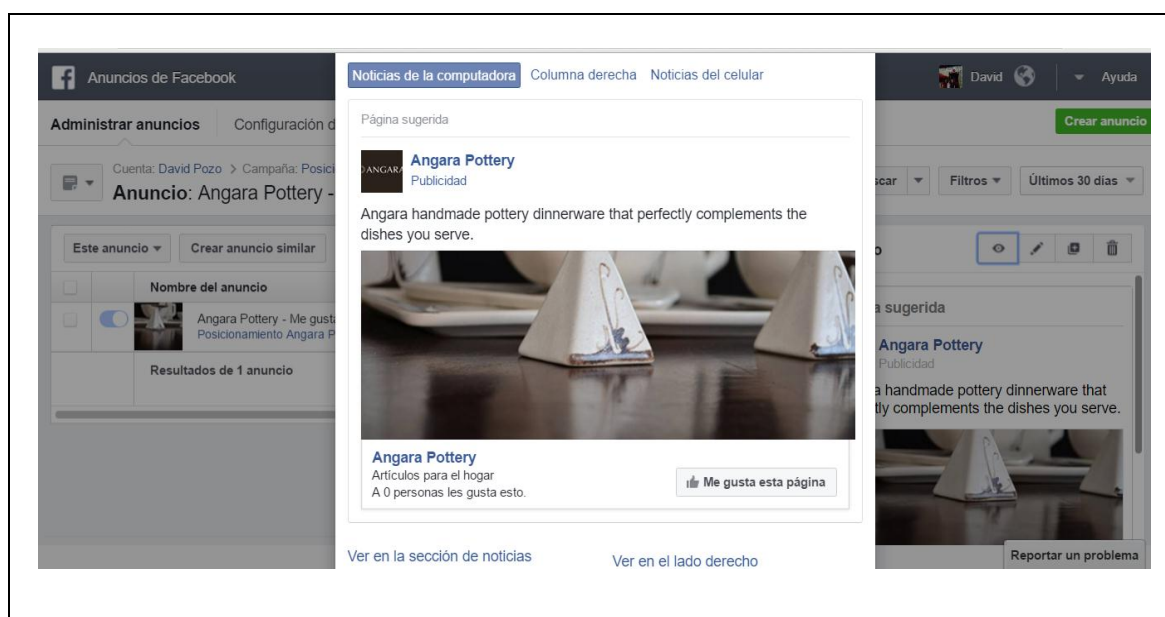 Anuncios de Facebook
David
Ayuda
Administrar anuncios
Configuración d
Crear anuncio
Cuenta: David Pozo > Campaña: Posici
Anuncio: Angara Pottery -
scar
Filtros
Últimos 30 días
Este anuncio
Crear anuncio similar
Nombre del anuncio
Angara Pottery - Me gusta
Posicionamiento Angara P
Resultados de 1 anuncio
Noticias de la computadora
Columna derecha
Noticias del celular
Página sugerida
ANGARA
Angara Pottery
Publicidad
Angara handmade pottery dinnerware that perfectly complements the
dishes you serve.
Angara Pottery
Artículos para el hogar
A 0 personas les gusta esto.
Me gusta esta página
Ver en la sección de noticias
Ver en el lado derecho
o
a sugerida
Angara Pottery
Publicidad
a handmade pottery dinnerware that
tly complements the dishes you serve.
Reportar un problema